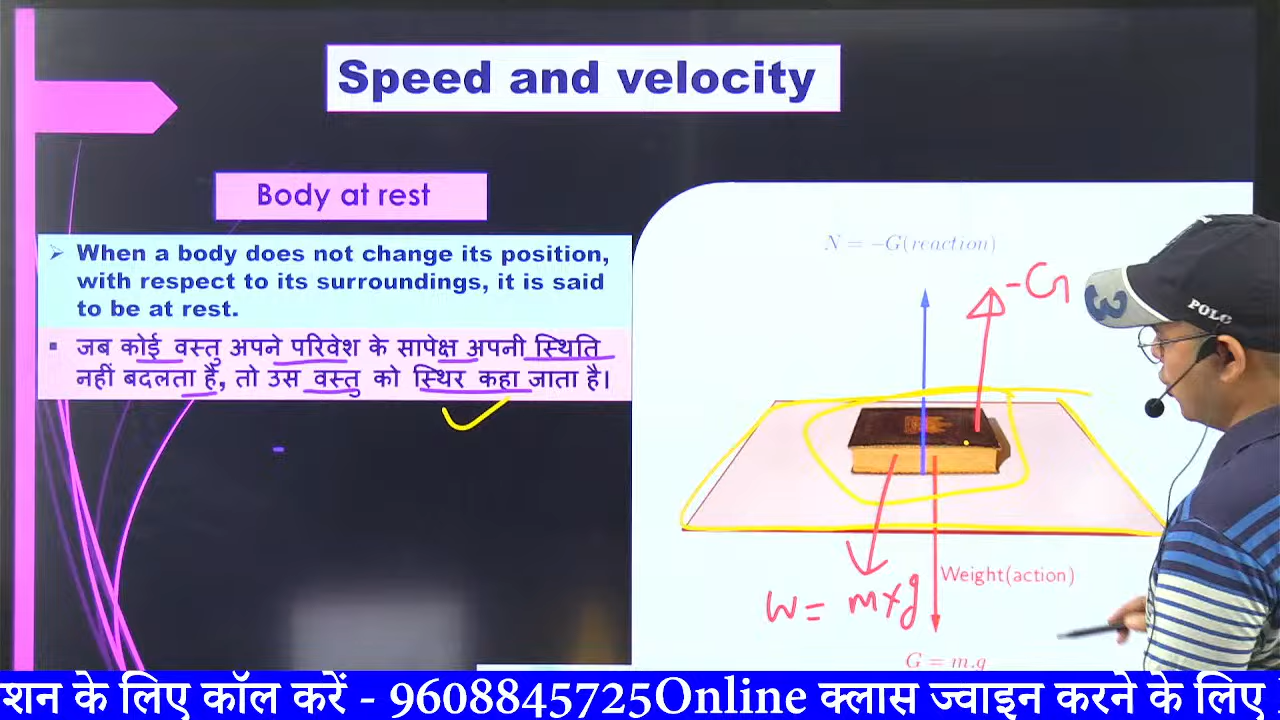 Speed and velocity
Body at rest
When a body does not change its position,
with respect to its surroundings, it is said
to be at rest.
जब कोई वस्तु अपने परिवेश के सापेक्ष अपनी स्थिति
नहीं बदलता है, तो उस वस्तु को स्थिर कहा जाता है।
N = −G(reaction)
-G
3
POLO
Weight(action)
W = m×g
G = m.g
शन के लिए कॉल करें - 9608845725Online क्लास ज्वाइन करने के लिए